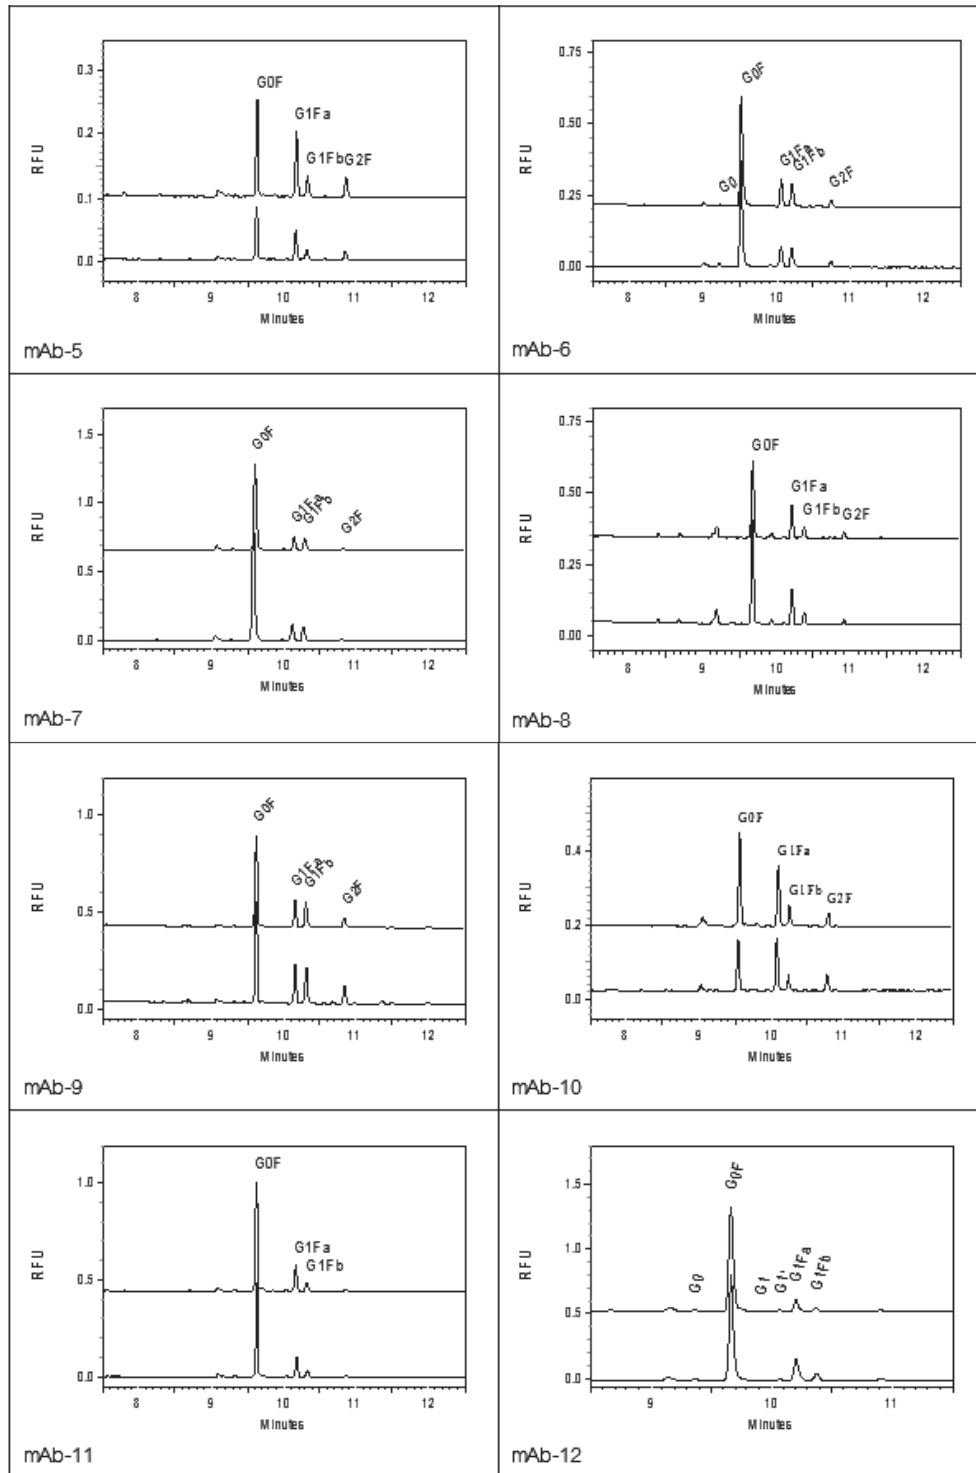 0.3
0.2
0.1
0.0
RFU
G0F
G1Fa
G1Fb
G2F
8 9 10 11 12
Minutes
mAb-5
0.75
0.50
0.25
0.00
RFU
G0F
G0
G1Fa
G1Fb
G2F
8 9 10 11 12
Minutes
mAb-6
1.5
1.0
0.5
0.0
RFU
G0F
G1Fa
G1Fb
G2F
8 9 10 11 12
Minutes
mAb-7
0.75
0.50
0.25
0.00
RFU
G0F
G1Fa
G1Fb
G2F
8 9 10 11 12
Minutes
mAb-8
1.0
0.5
0.0
RFU
G0F
G1Fa
G1Fb
G2F
8 9 10 11 12
Minutes
mAb-9
0.4
0.2
0.0
RFU
G0F
G1Fa
G1Fb
G2F
8 9 10 11 12
Minutes
mAb-10
1.0
0.5
0.0
RFU
G0F
G1Fa
G1Fb
8 9 10 11 12
Minutes
mAb-11
1.5
1.0
0.5
0.0
RFU
G0F
G0
G1
G1'
G1Fa
G1Fb
9 10 11
Minutes
mAb-12